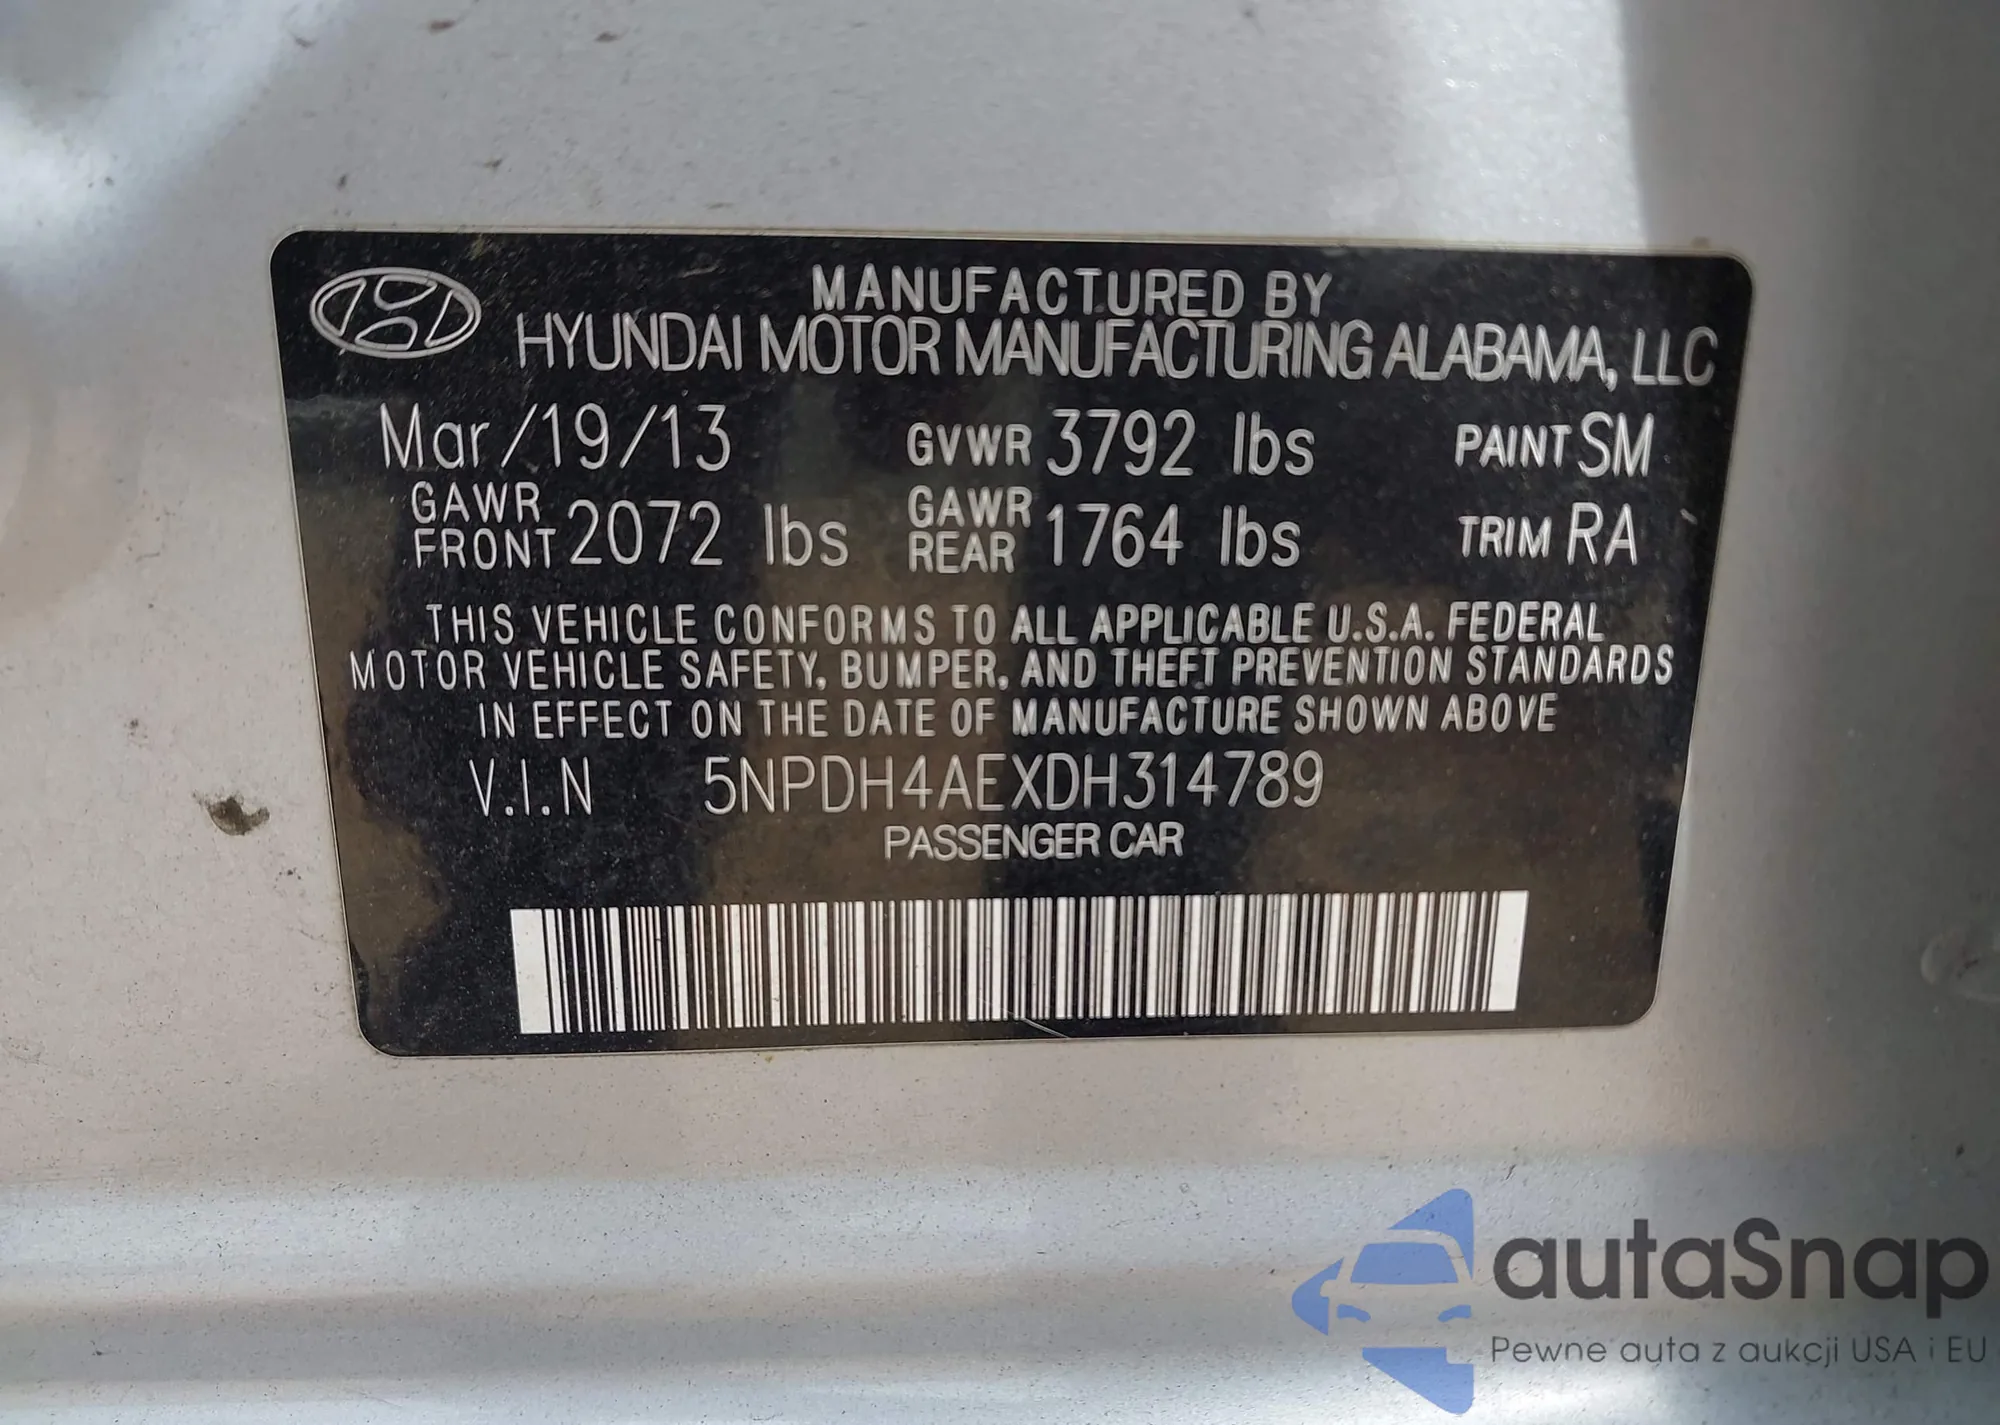 MANUFACTURED BY
HYUNDAI MOTOR MANUFACTURING ALABAMA, LLC
Mar/19/13 GVWR 3792 lbs PAINT SM
GAWR FRONT 2072 lbs GAWR REAR 1764 lbs TRIM RA
THIS VEHICLE CONFORMS TO ALL APPLICABLE U.S.A. FEDERAL
MOTOR VEHICLE SAFETY, BUMPER, AND THEFT PREVENTION STANDARDS
IN EFFECT ON THE DATE OF MANUFACTURE SHOWN ABOVE
V.I.N 5NPDH4AEXDH314789
PASSENGER CAR
autaSnap
Pewne auta z aukcji USA i EU